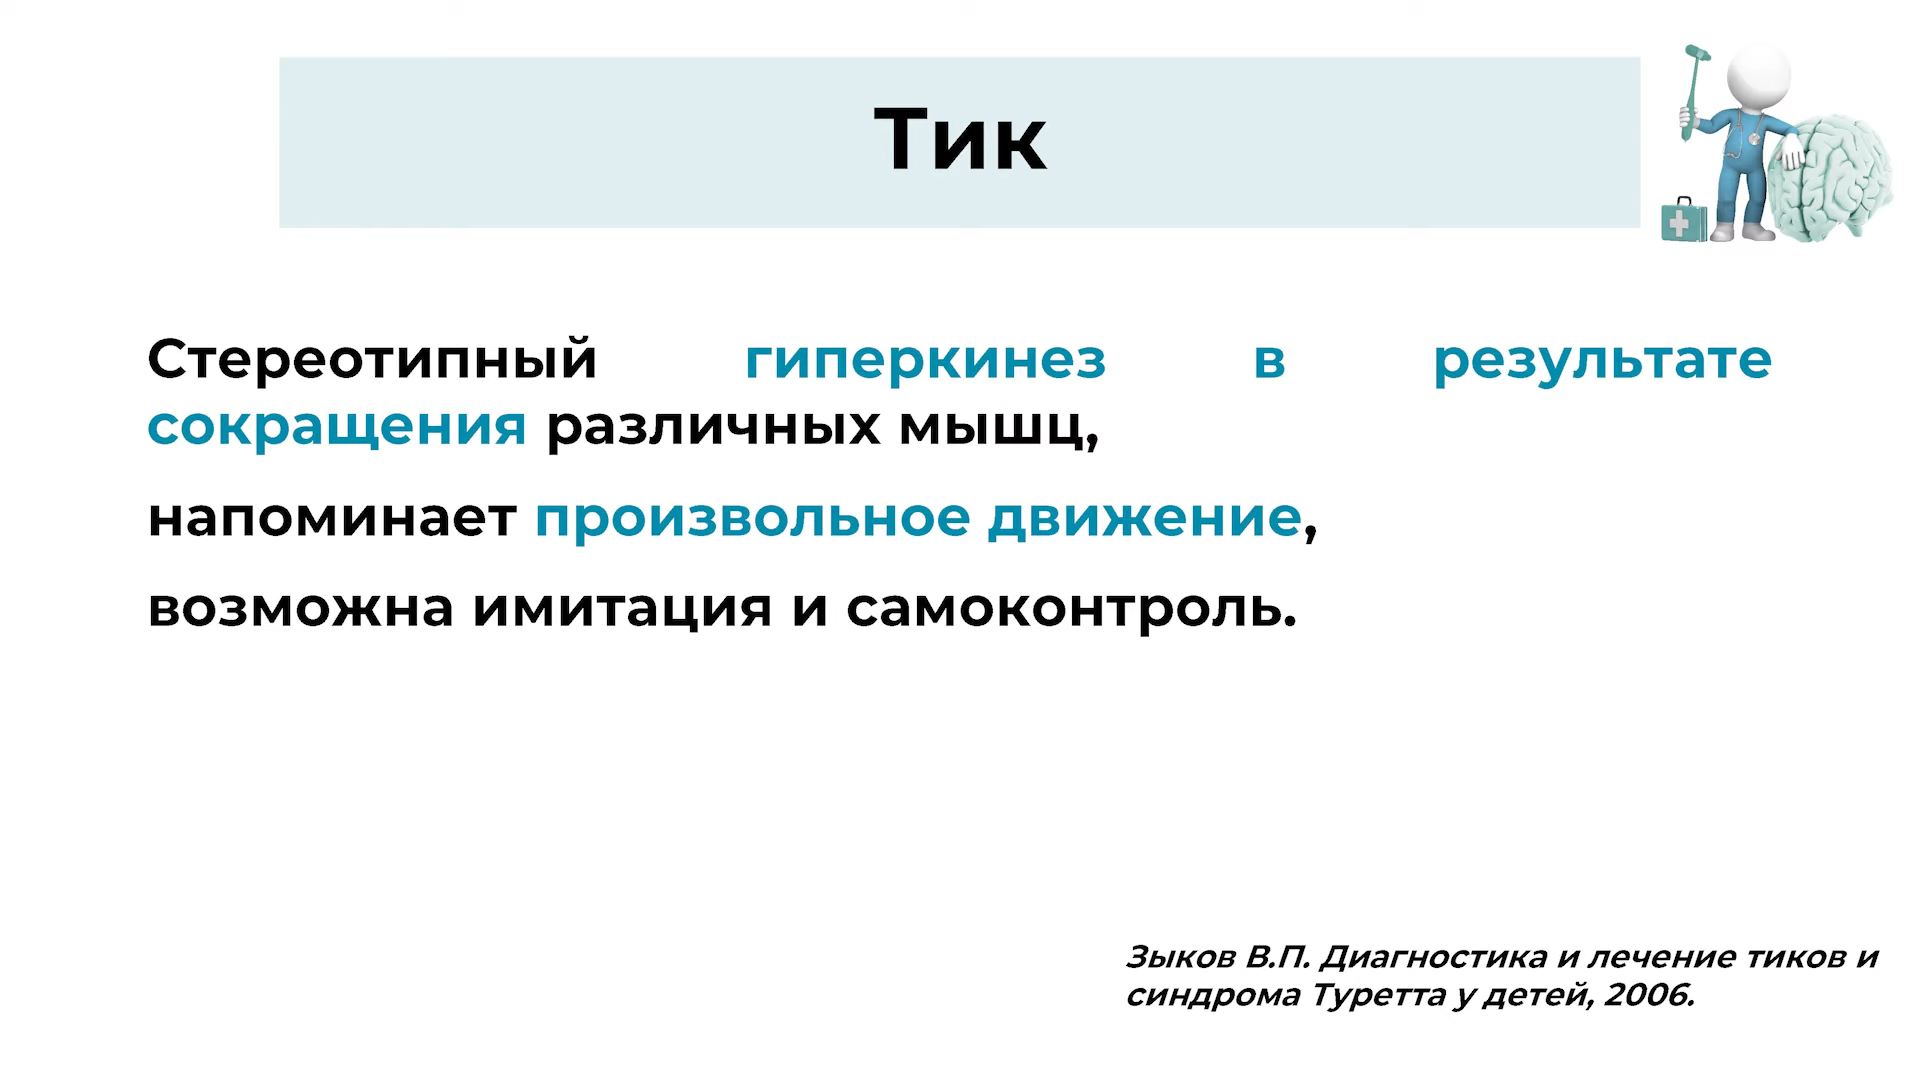 Тик
Стереотипный гиперкинез в результате
сокращения различных мышц,
напоминает произвольное движение,
возможна имитация и самоконтроль.
Зыков В.П. Диагностика и лечение тиков и
синдрома Туретта у детей, 2006.